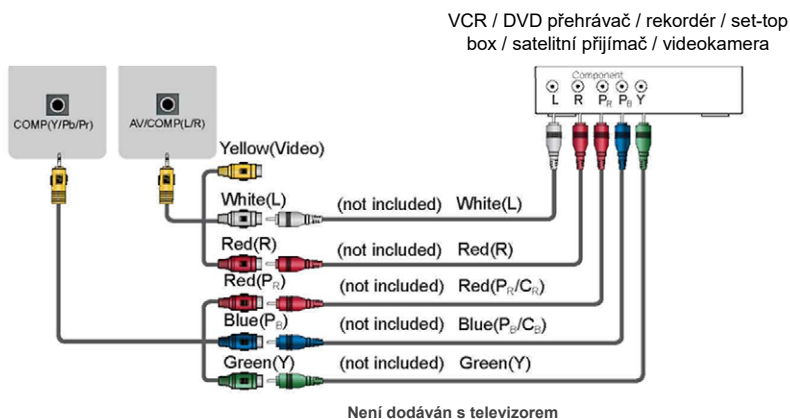 VCR / DVD přehrávač / rekordér / set-top
box / satelitní přijímač / videokamera
Component
L R PR PB Y
COMP(Y/Pb/Pr)
AV/COMP(L/R)
Yellow(Video)
White(L) (not included) White(L)
Red(R) (not included) Red(R)
Red(PR) (not included) Red(PR/CR)
Blue(PB) (not included) Blue(PB/CB)
Green(Y) (not included) Green(Y)
Není dodáván s televizorem